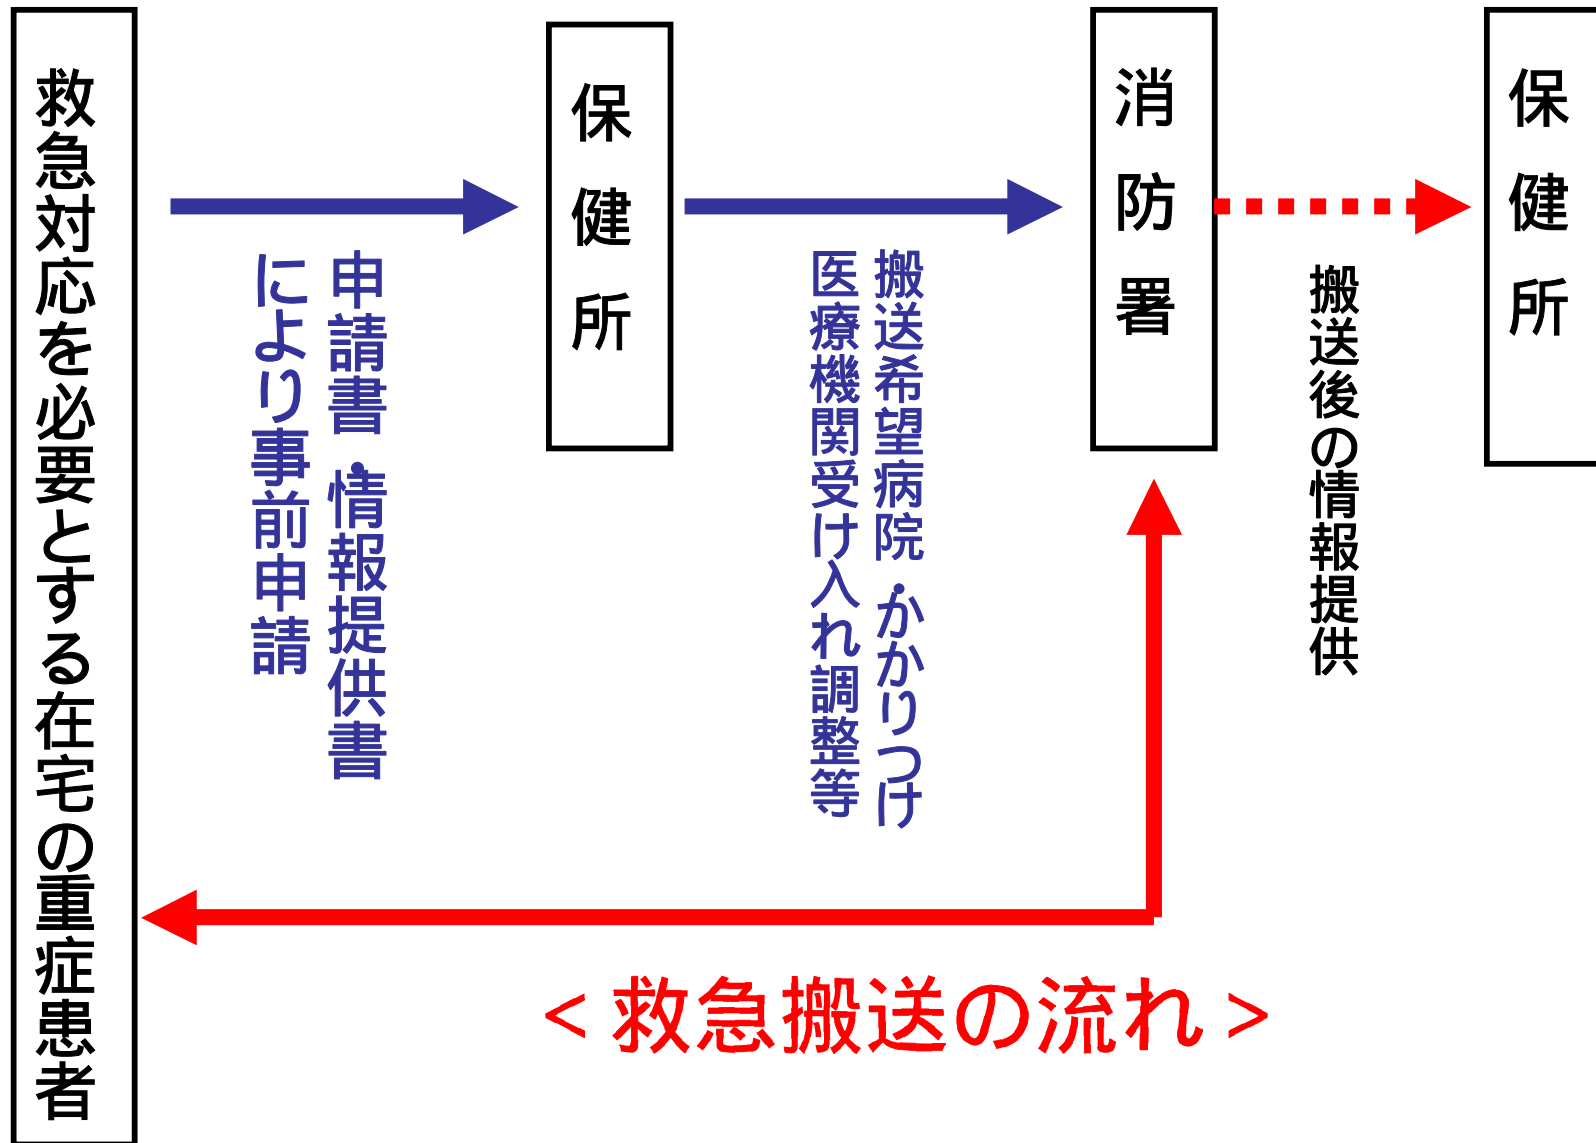 救急対応を必要とする在宅の重症患者
申請書・情報提供書
により事前申請
保健所
搬送希望病院・かかりつけ
医療機関受け入れ調整等
消防署
搬送後の情報提供
保健所
＜救急搬送の流れ＞